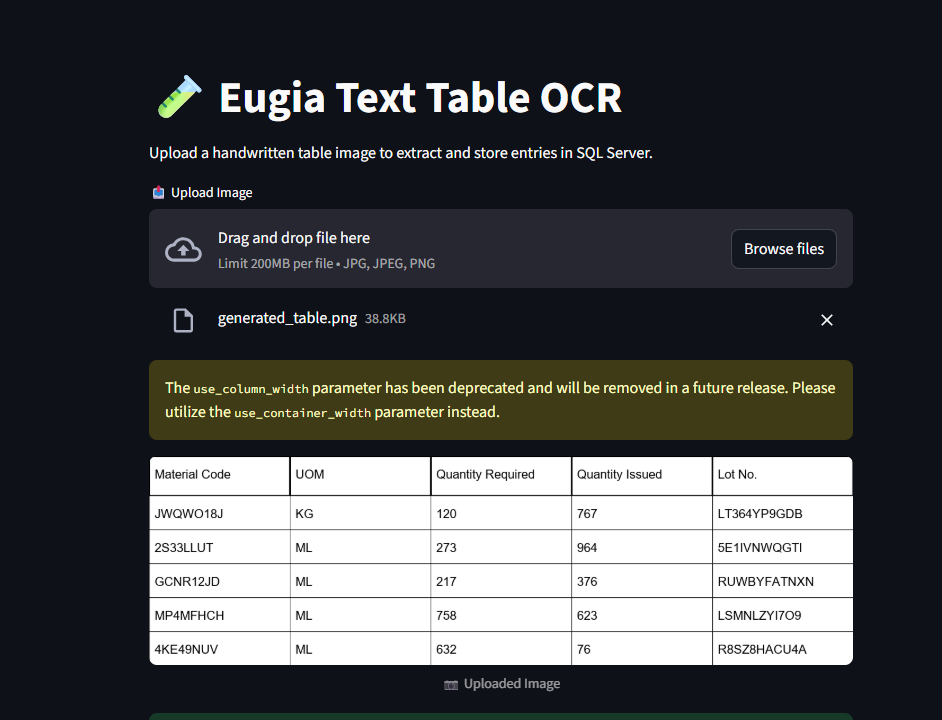 Eugia Text Table OCR
Upload a handwritten table image to extract and store entries in SQL Server.
Upload Image
Drag and drop file here
Limit 200MB per file • JPG, JPEG, PNG
Browse files
generated_table.png 38.8KB
The use_column_width parameter has been deprecated and will be removed in a future release. Please
utilize the use_container_width parameter instead.
Material Code UOM Quantity Required Quantity Issued Lot No.
JWQWO18J KG 120 767 LT364YP9GDB
2S33LLUT ML 273 964 5E1IVNWQGTI
GCNR12JD ML 217 376 RUWBYFATNXN
MP4MFHCH ML 758 623 LSMNLZYI7O9
4KE49NUV ML 632 76 R8SZ8HACU4A
Uploaded Image